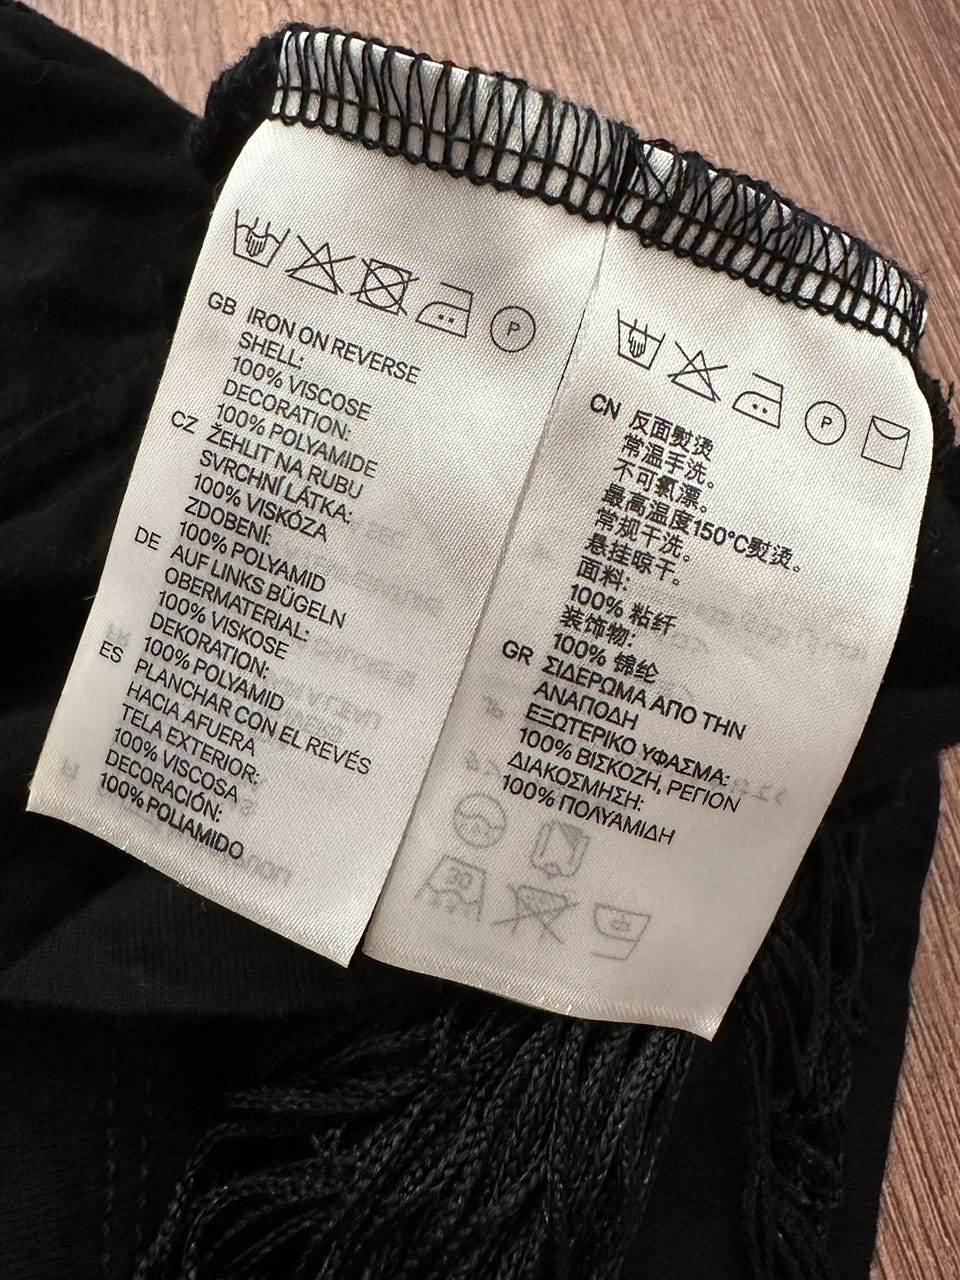 P
GB IRON ON REVERSE
SHELL:
100% VISCOSE
DECORATION:
100% POLYAMIDE
CZ ŽEHLIT NA RUBU
SVRCHNÍ LÁTKA:
100% VISKÓZA
ZDOBENÍ:
100% POLYAMID
DE AUF LINKS BÜGELN
OBERMATERIAL:
100% VISKOSE
DEKORATION:
100% POLYAMID
ES PLANCHAR CON EL REVÉS
HACIA AFUERA
TELA EXTERIOR:
100% VISCOSA
DECORACIÓN:
100% POLIAMIDO
P
CN 反面熨烫
常温手洗。
不可氯漂。
最高温度150°C熨烫。
常规干洗。
悬挂晾干。
面料:
100% 粘纤
装饰物:
100% 锦纶
GR ΣΙΔΕΡΩΜΑ ΑΠΟ ΤΗΝ
ΑΝΑΠΟΔΗ
ΕΞΩΤΕΡΙΚΟ ΥΦΑΣΜΑ:
100% ΒΙΣΚΟΖΗ, ΡΕΓΙΟΝ
ΔΙΑΚΟΣΜΗΣΗ:
100% ΠΟΛΥΑΜΙΔΗ